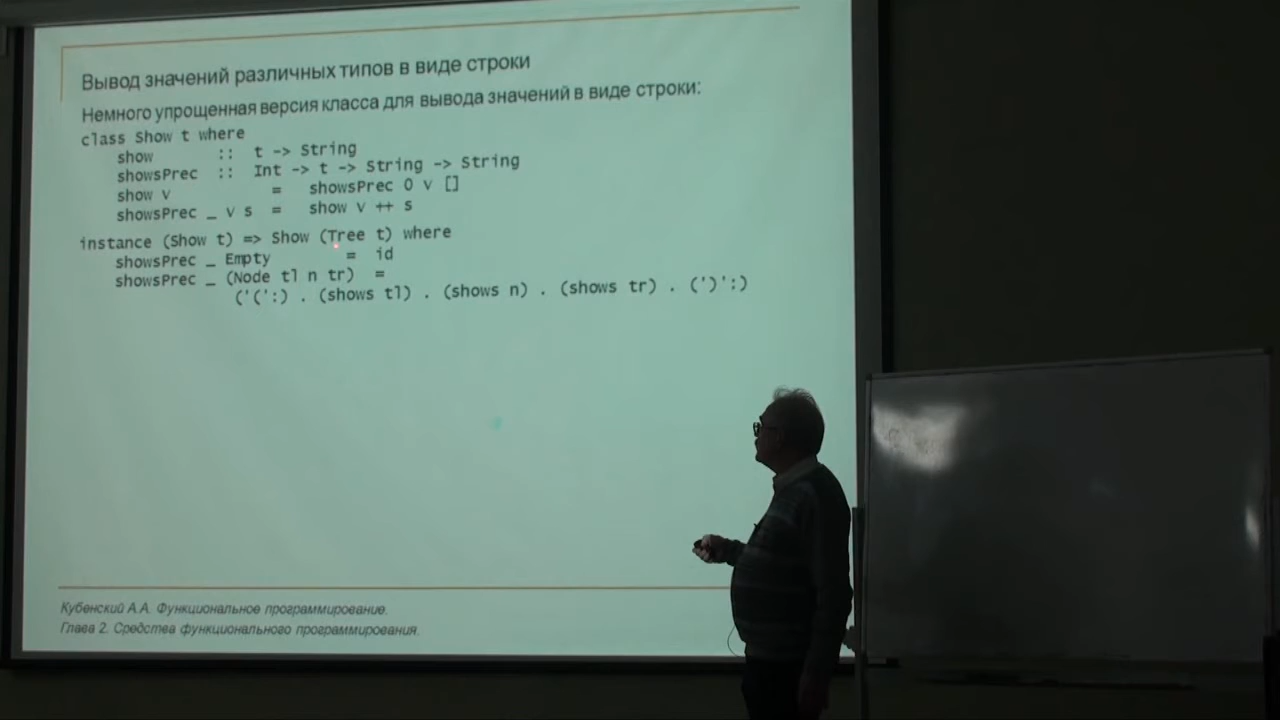 Вывод значений различных типов в виде строки
Немного упрощенная версия класса для вывода значений в виде строки:
class Show t where
show :: t -> String
showsPrec :: Int -> t -> String -> String
show v = showsPrec 0 v []
showsPrec _ v s = show v ++ s
instance (Show t) => Show (Tree t) where
showsPrec _ Empty = id
showsPrec _ (Node tl n tr) =
('(':) . (shows tl) . (shows n) . (shows tr) . (')':)
Кубенский А.А. Функциональное программирование.
Глава 2. Средства функционального программирования.